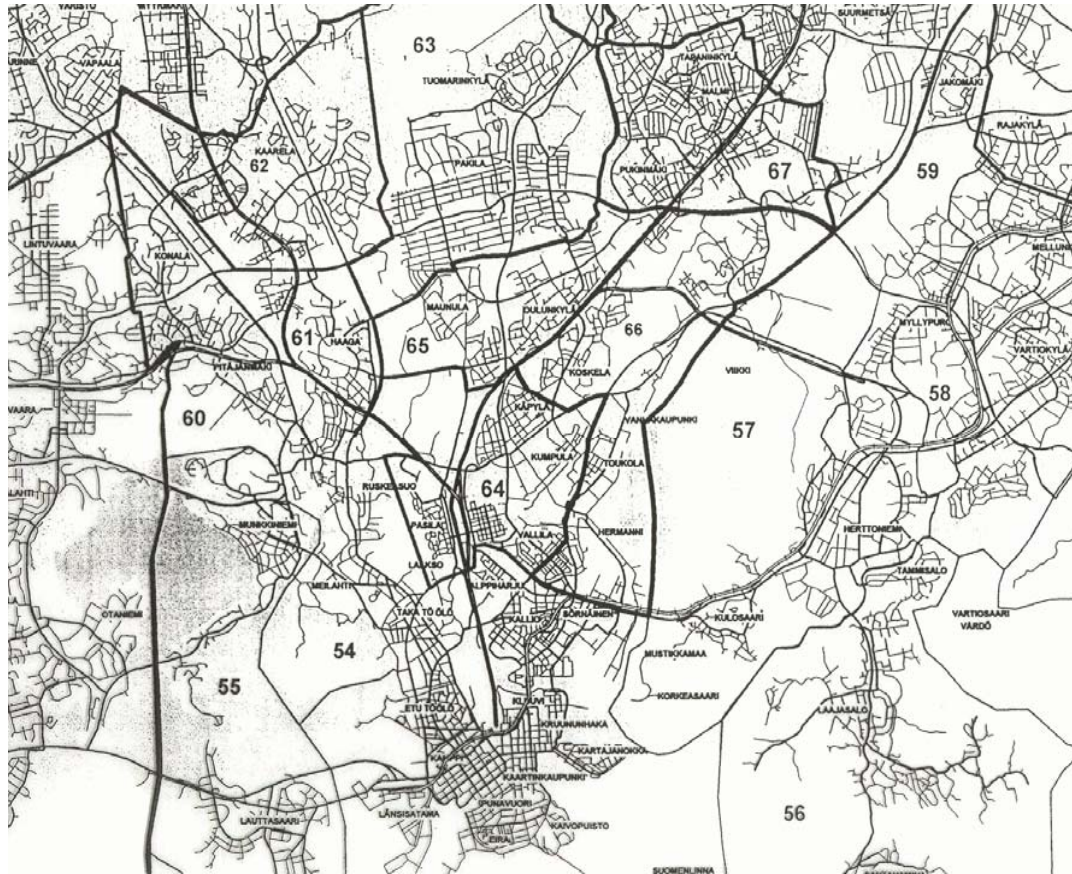 VARISTO
SUURMETSÄ
VAPAALA
63
TAPANINKYLÄ
TUOMARINKYLÄ
MALMI
JAKOMÄKI
RAJAKYLÄ
KAARELA
62
PAKILA
PUKINMÄKI
67
59
LINTUVAARA
KONALA
MAUNULA
OULUNKYLÄ
66
MYLLYPURO
61
HAAGA
65
VARTIOKYLÄ
PITÄJÄNMÄKI
KOSKELA
VIIKKI
58
60
KÄPYLÄ
VANHAKAUPUNKI
57
KUMPULA
TOUKOLA
RUSKEASUO
64
PASILA
MUNKKINIEMI
VALLILA
HERMANNI
HERTTONIEMI
LAAKSO
TAMMISALO
MEILAHTI
ALPPIHARJU
OTANIEMI
TAKA TÖÖLÖ
KALLIO
SÖRNÄINEN
KULOSAARI
VARTIOSAARI
VÄRDÖ
54
MUSTIKKAMAA
55
KORKEASAARI
ETU TÖÖLÖ
KLUUVI
LAAJASALO
KRUUNUNHAKA
KATAJANOKKA
KAMPPI
KAARTINKAUPUNKI
PUNAVUORI
LÄNSISATAMA
56
LAUTTASAARI
KAIVOPUISTO
EIRA
SUOMENLINNA